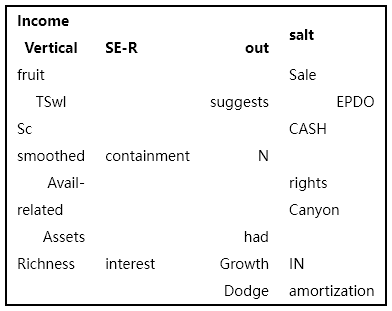 Income
salt
Vertical SE-R out
fruit Sale
TSwl suggests EPDO
Sc CASH
smoothed containment N
Avail- rights
related Canyon
Assets had
Richness interest Growth IN
Dodge amortization